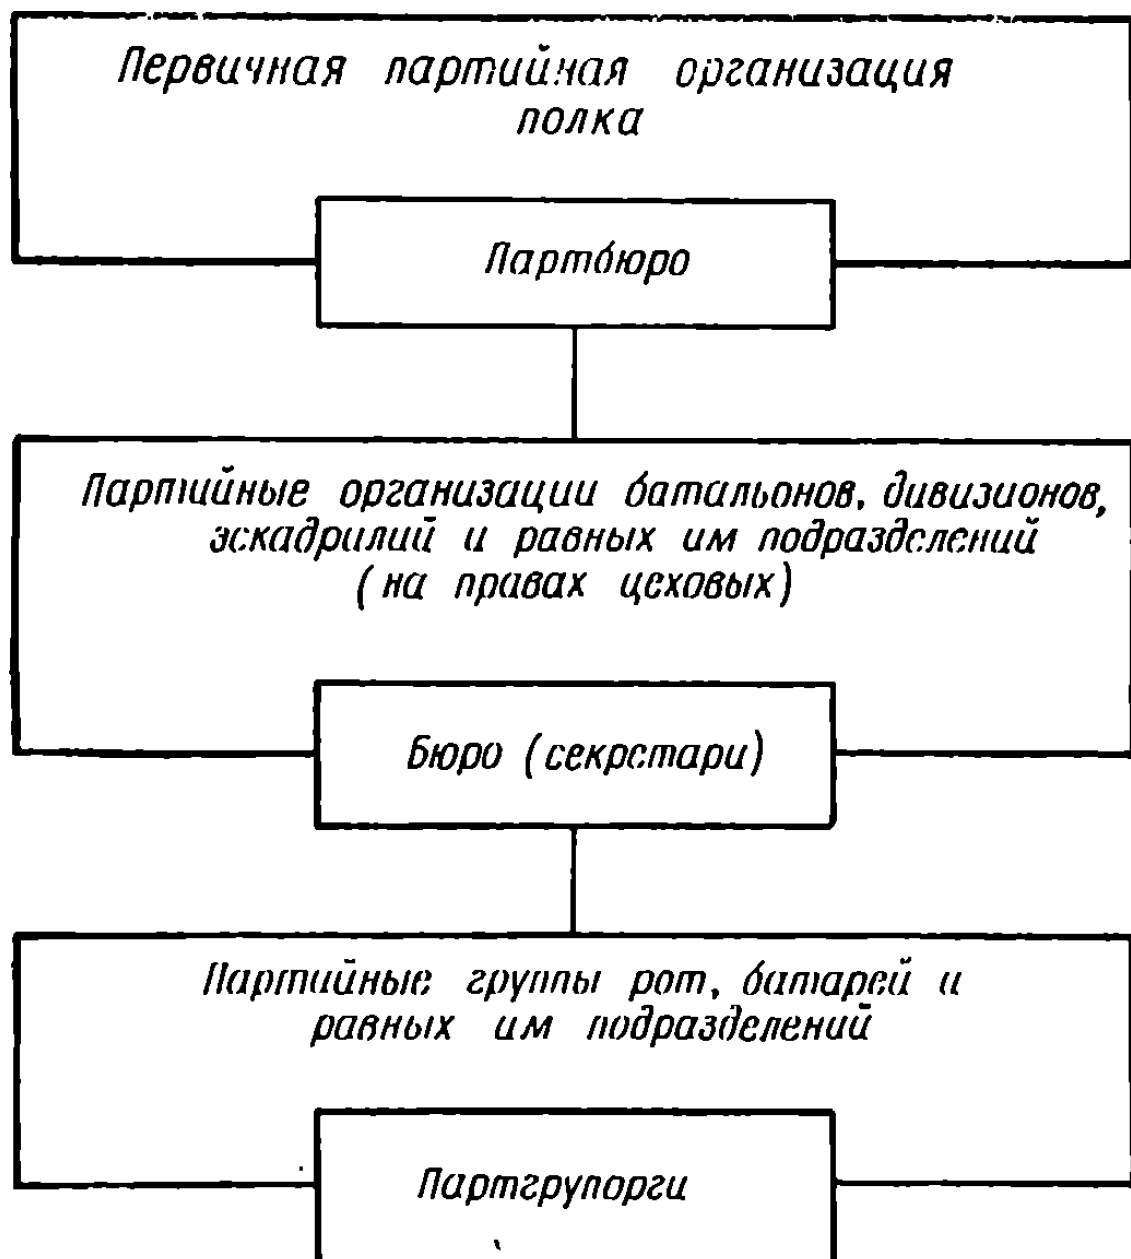 Первичная партийная организация
полка
Партбюро
Партийные организации батальонов, дивизионов,
эскадрилий и равных им подразделений
(на правах цеховых)
Бюро (секретари)
Партийные группы рот, батарей и
равных им подразделений
Партгрупорги